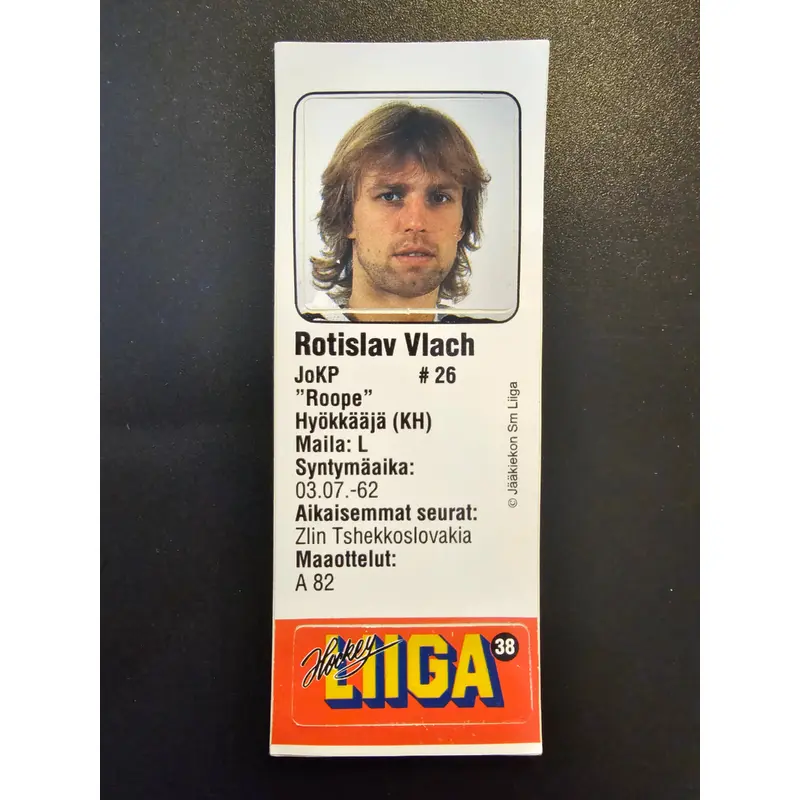 Rotislav Vlach
JoKP # 26
"Roope"
Hyökkääjä (KH)
Maila: L
Syntymäaika:
03.07.-62
Aikaisemmat seurat:
Zlin Tshekkoslovakia
Maaottelut:
A 82
© Jääkiekon Sm Liiga
Hockey
LIIGA
38